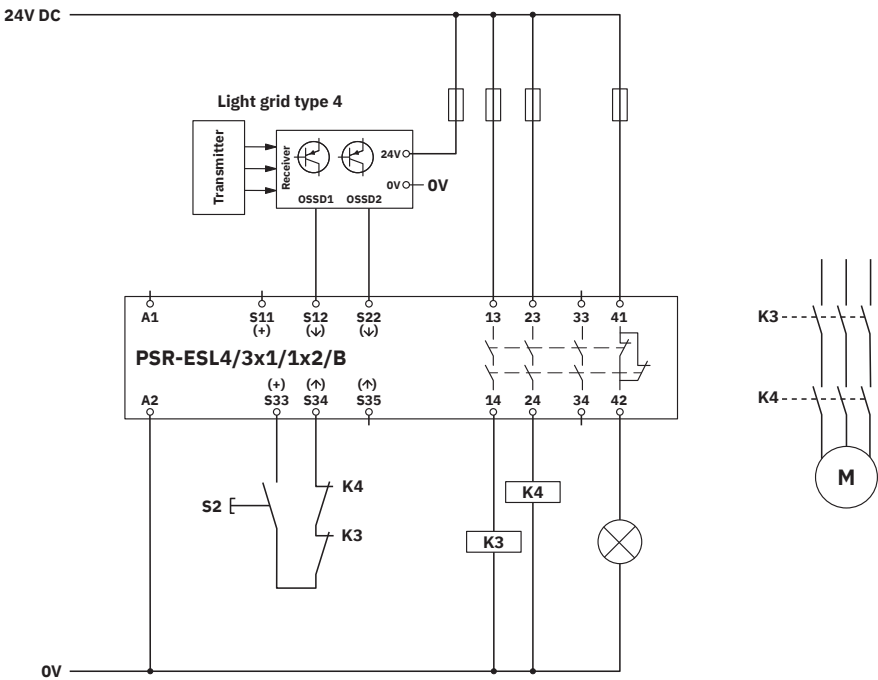 24V DC
Light grid type 4
Transmitter
Receiver
24V
0V
0V
OSSD1 OSSD2
A1 S11 S12 S22 13 23 33 41
(+) (↓) (↓)
PSR-ESL4/3x1/1x2/B
(+) (↑) (↑)
A2 S33 S34 S35 14 24 34 42
K3
K4
M
S2
K4
K3
K4
K3
0V